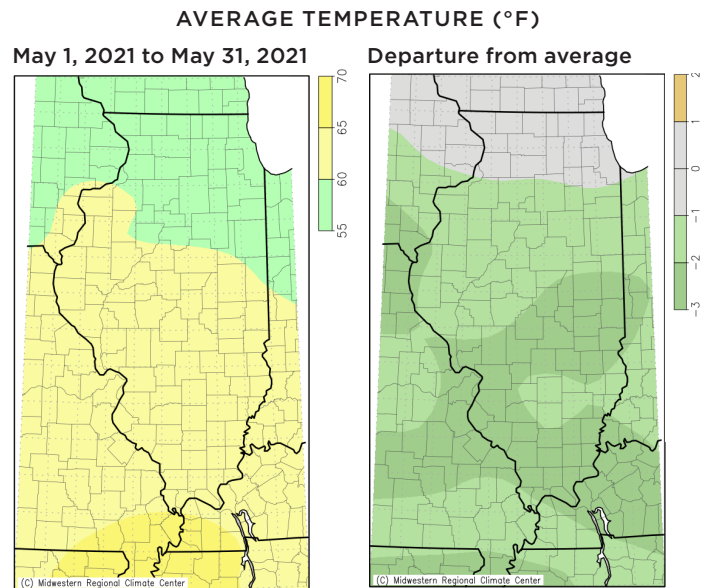 AVERAGE TEMPERATURE (°F)
May 1, 2021 to May 31, 2021
70
65
60
55
(C) Midwestern Regional Climate Center
Departure from average
2
1
0
−1
−2
−3
(C) Midwestern Regional Climate Center